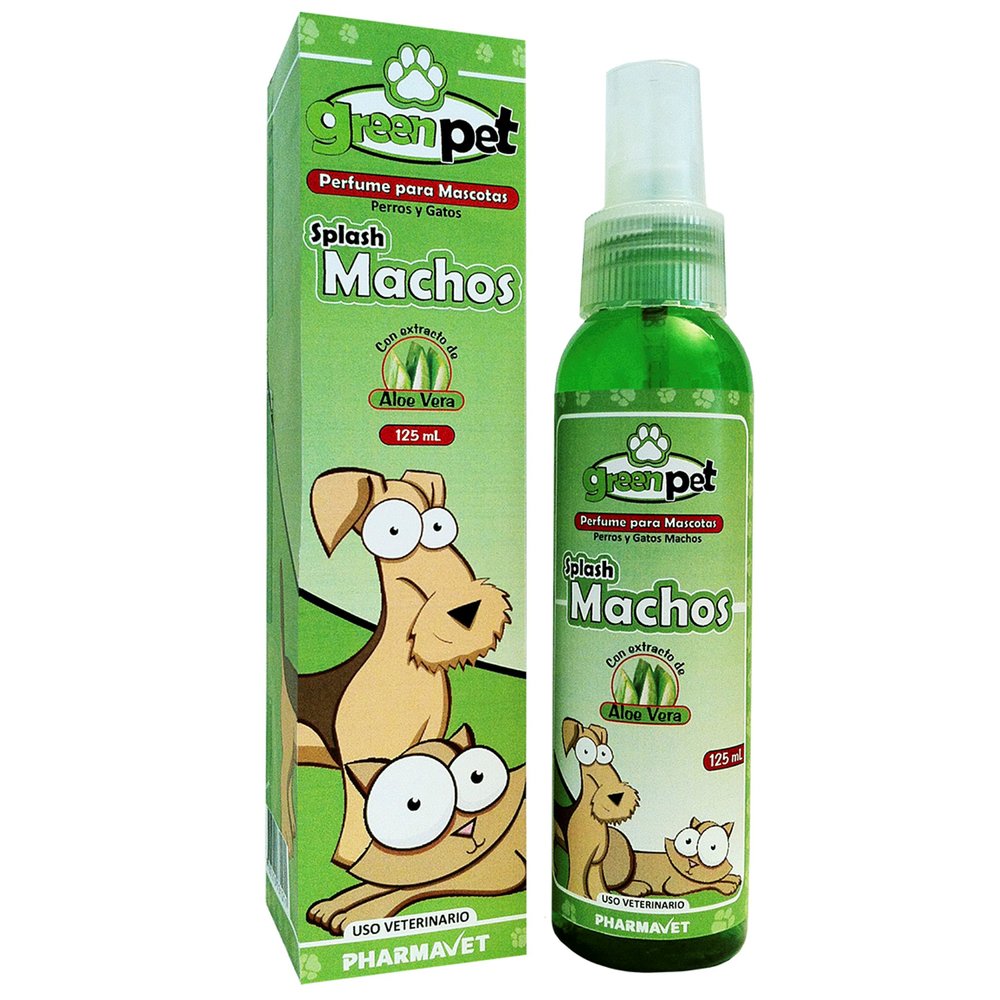 greenpet
Perfume para Mascotas
Perros y Gatos
Splash
Machos
Con extracto de
Aloe Vera
125 mL
USO VETERINARIO
PHARMAVET
greenpet
Perfume para Mascotas
Perros y Gatos Machos
Splash
Machos
Con extracto de
Aloe Vera
125 mL
USO VETERINARIO
PHARMAVET